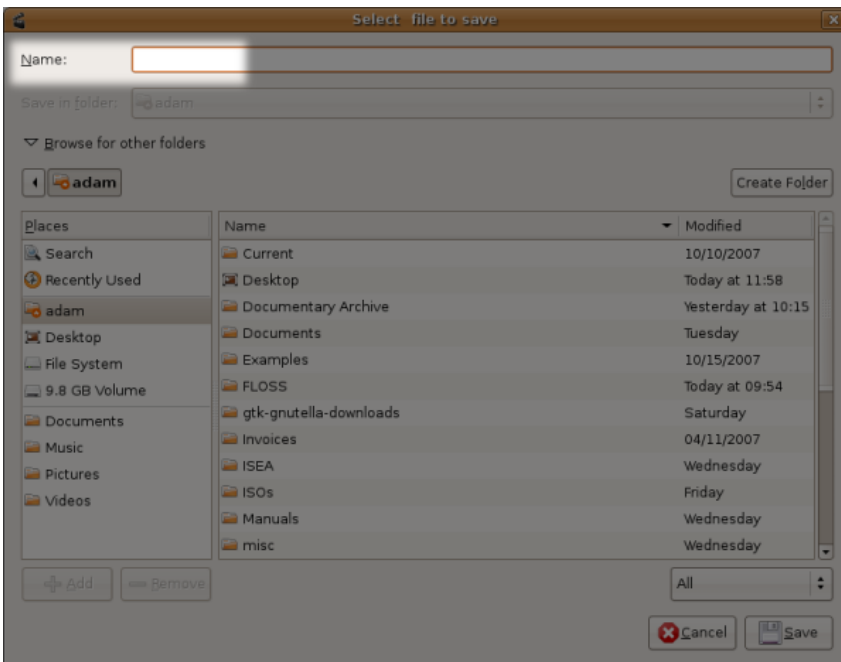 Select file to save
Name:
Save in folder: adam
Browse for other folders
adam
Create Folder
Places
Search
Recently Used
adam
Desktop
File System
9.8 GB Volume
Documents
Music
Pictures
Videos
Name Modified
Current 10/10/2007
Desktop Today at 11:58
Documentary Archive Yesterday at 10:15
Documents Tuesday
Examples 10/15/2007
FLOSS Today at 09:54
gtk-gnutella-downloads Saturday
Invoices 04/11/2007
ISEA Wednesday
ISOs Friday
Manuals Wednesday
misc Wednesday
Add Remove
All
Cancel Save